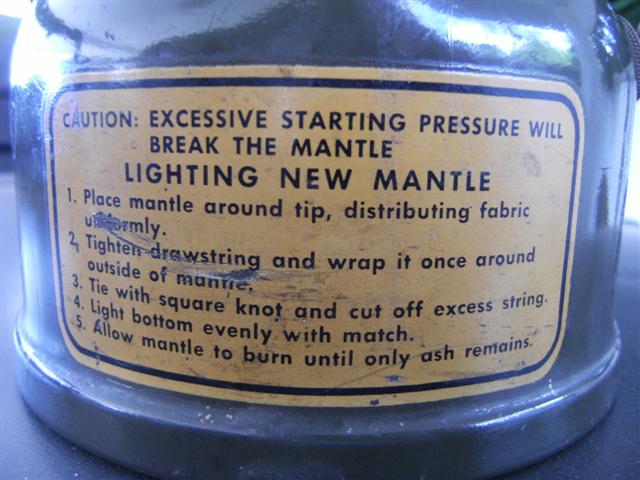 CAUTION: EXCESSIVE STARTING PRESSURE WILL
BREAK THE MANTLE
LIGHTING NEW MANTLE
1. Place mantle around tip, distributing fabric
uniformly.
2. Tighten drawstring and wrap it once around
outside of mantle.
3. Tie with square knot and cut off excess string.
4. Light bottom evenly with match.
5. Allow mantle to burn until only ash remains.